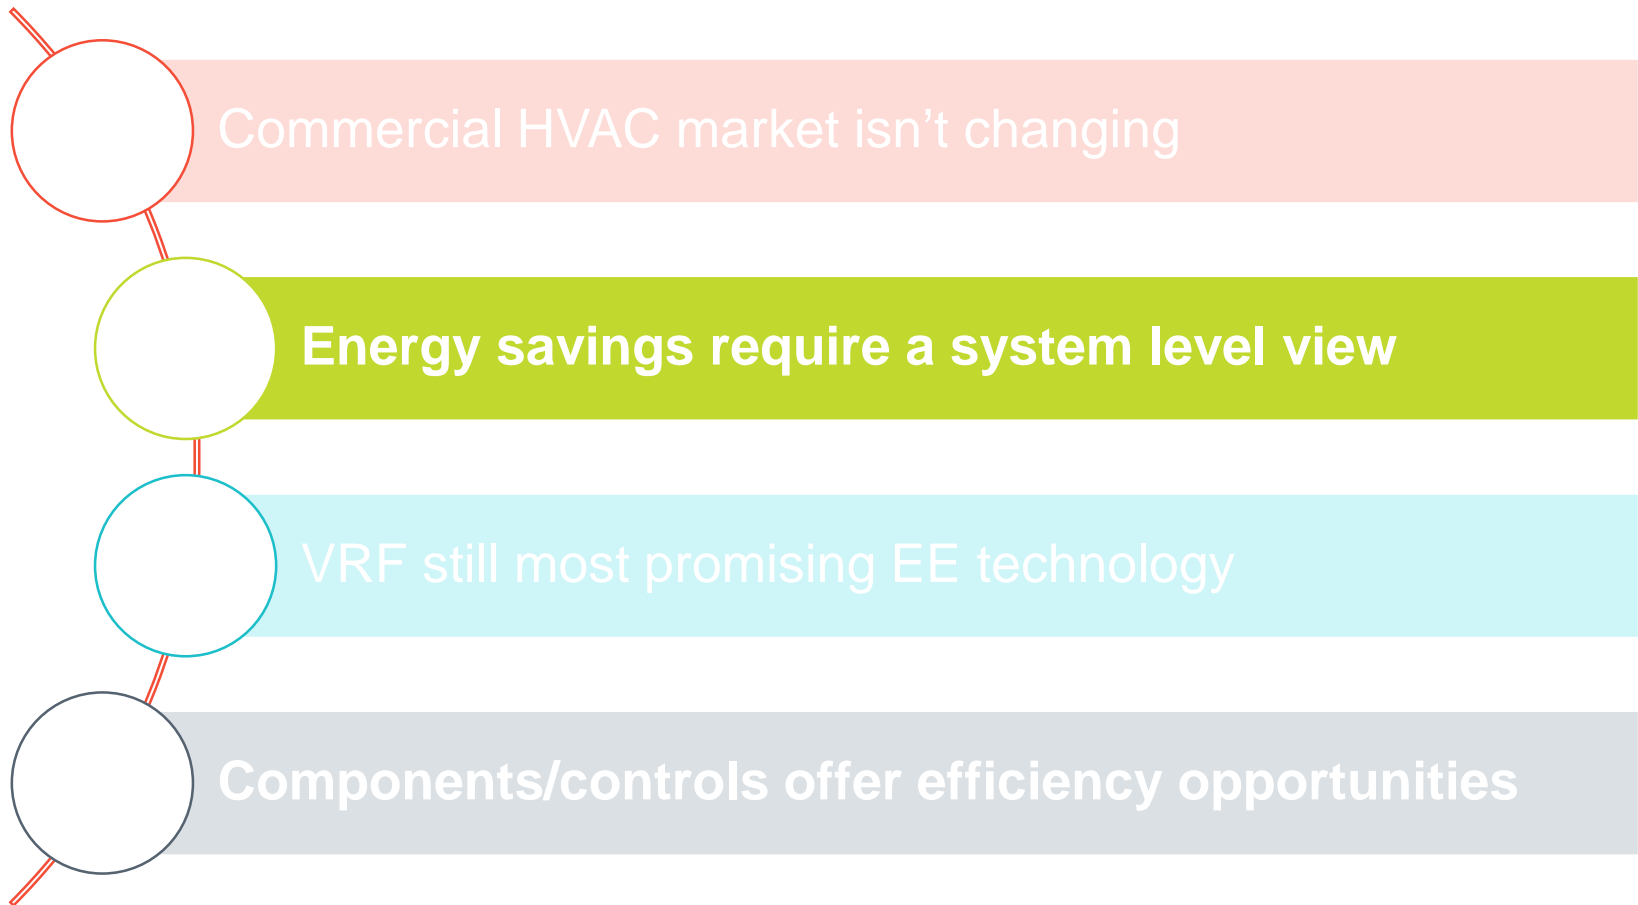 Commercial HVAC market isn’t changing
Energy savings require a system level view
VRF still most promising EE technology
Components/controls offer efficiency opportunities